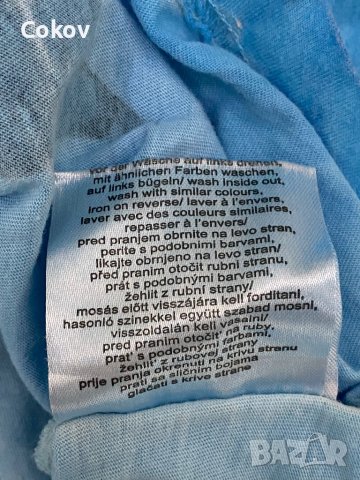 Cokov
vor der Wäsche auf links drehen,
mit ähnlichen Farben waschen,
auf links bügeln/ wash inside out,
wash with similar colours,
iron on reverse/ laver à l'envers,
laver avec des couleurs similaires,
repasser à l'envers/
pred pranjem obrnite na levo stran,
perite s podobnimi barvami,
likajte obrnjeno na levo stran/
před praním otočit rubní stranu,
prát s podobnými barvami,
žehlit z rubní strany/
mosás előtt visszájára kell fordítani,
hasonló színekkel együtt szabad mosni,
visszoldalán kell vasalni/
pred praním otočiť na ruby,
prať s podobnými farbami,
žehliť z rubovej strany
prije pranja okrenuti na krivu stranu
prati sa sličnim bojama
glačati s krive strane
BAZAR
bg